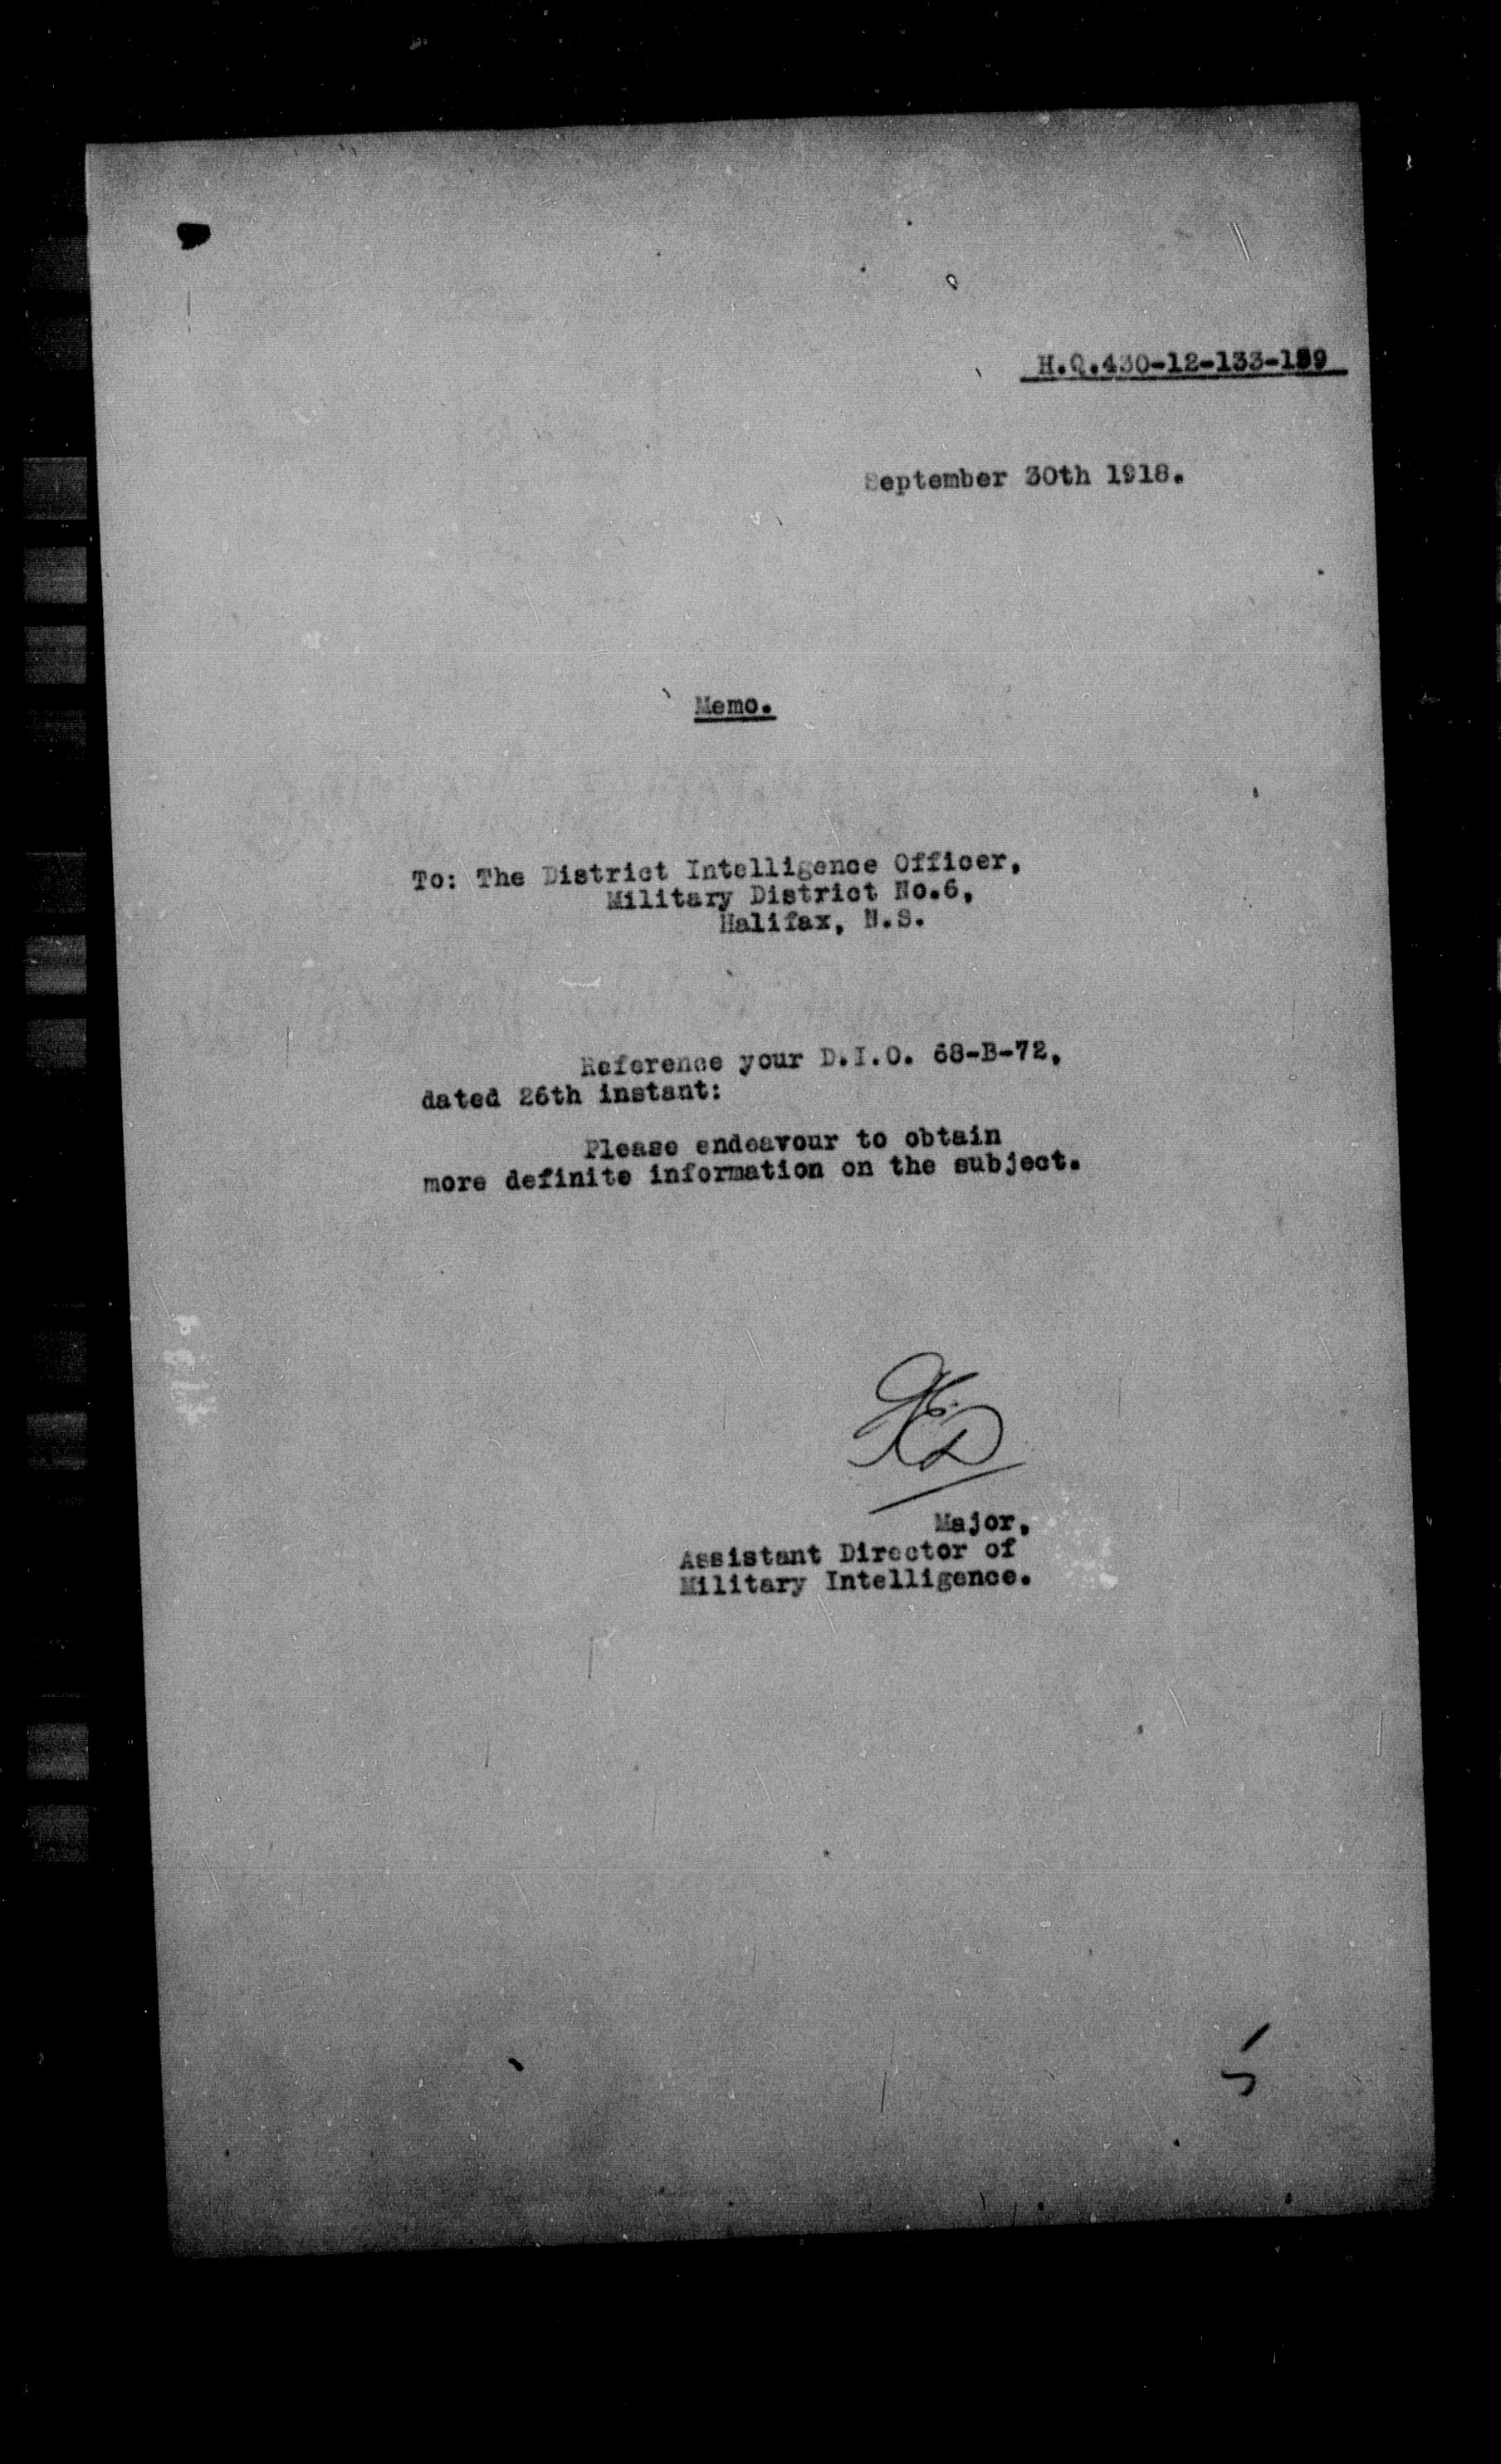 H.Q.430-12-133-1
September 30th 1918.
Memo.
To: The District Intelligence Officer,
Military District No.6,
Halifax, N.S.
Reference your D.I.O. 68-B-72,
dated 26th instant:
Please endeavour to obtain
more definite information on the subject.
Major,
Assistant Director of
Military Intelligence.